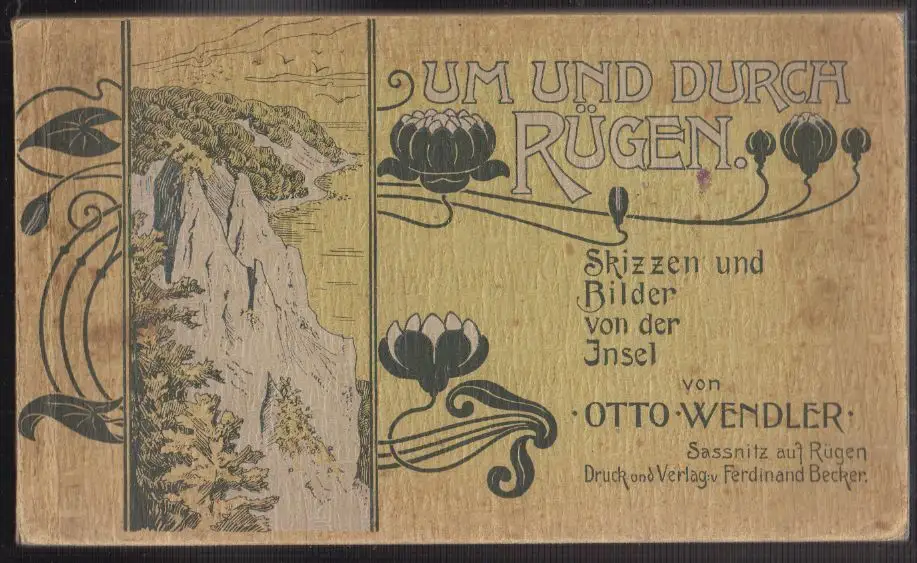 UM UND DURCH
RÜGEN.
Skizzen und
Bilder
von der
Insel
von
·OTTO·WENDLER·
Sassnitz auf Rügen
Druck und Verlag v. Ferdinand Becker.